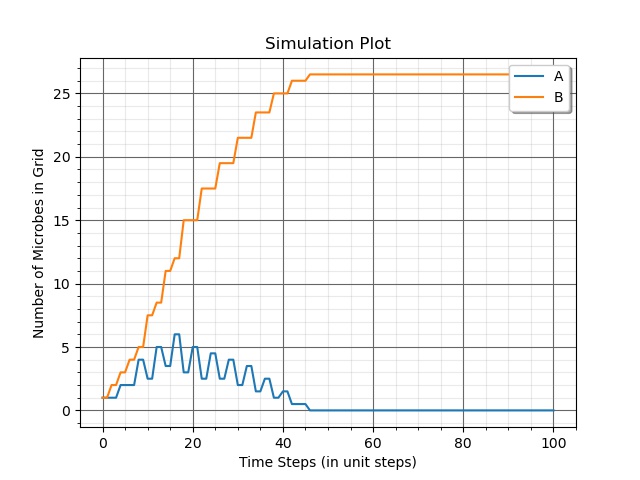 Simulation Plot
A
B
25
20
15
10
5
0
Number of Microbes in Grid
0 20 40 60 80 100
Time Steps (in unit steps)